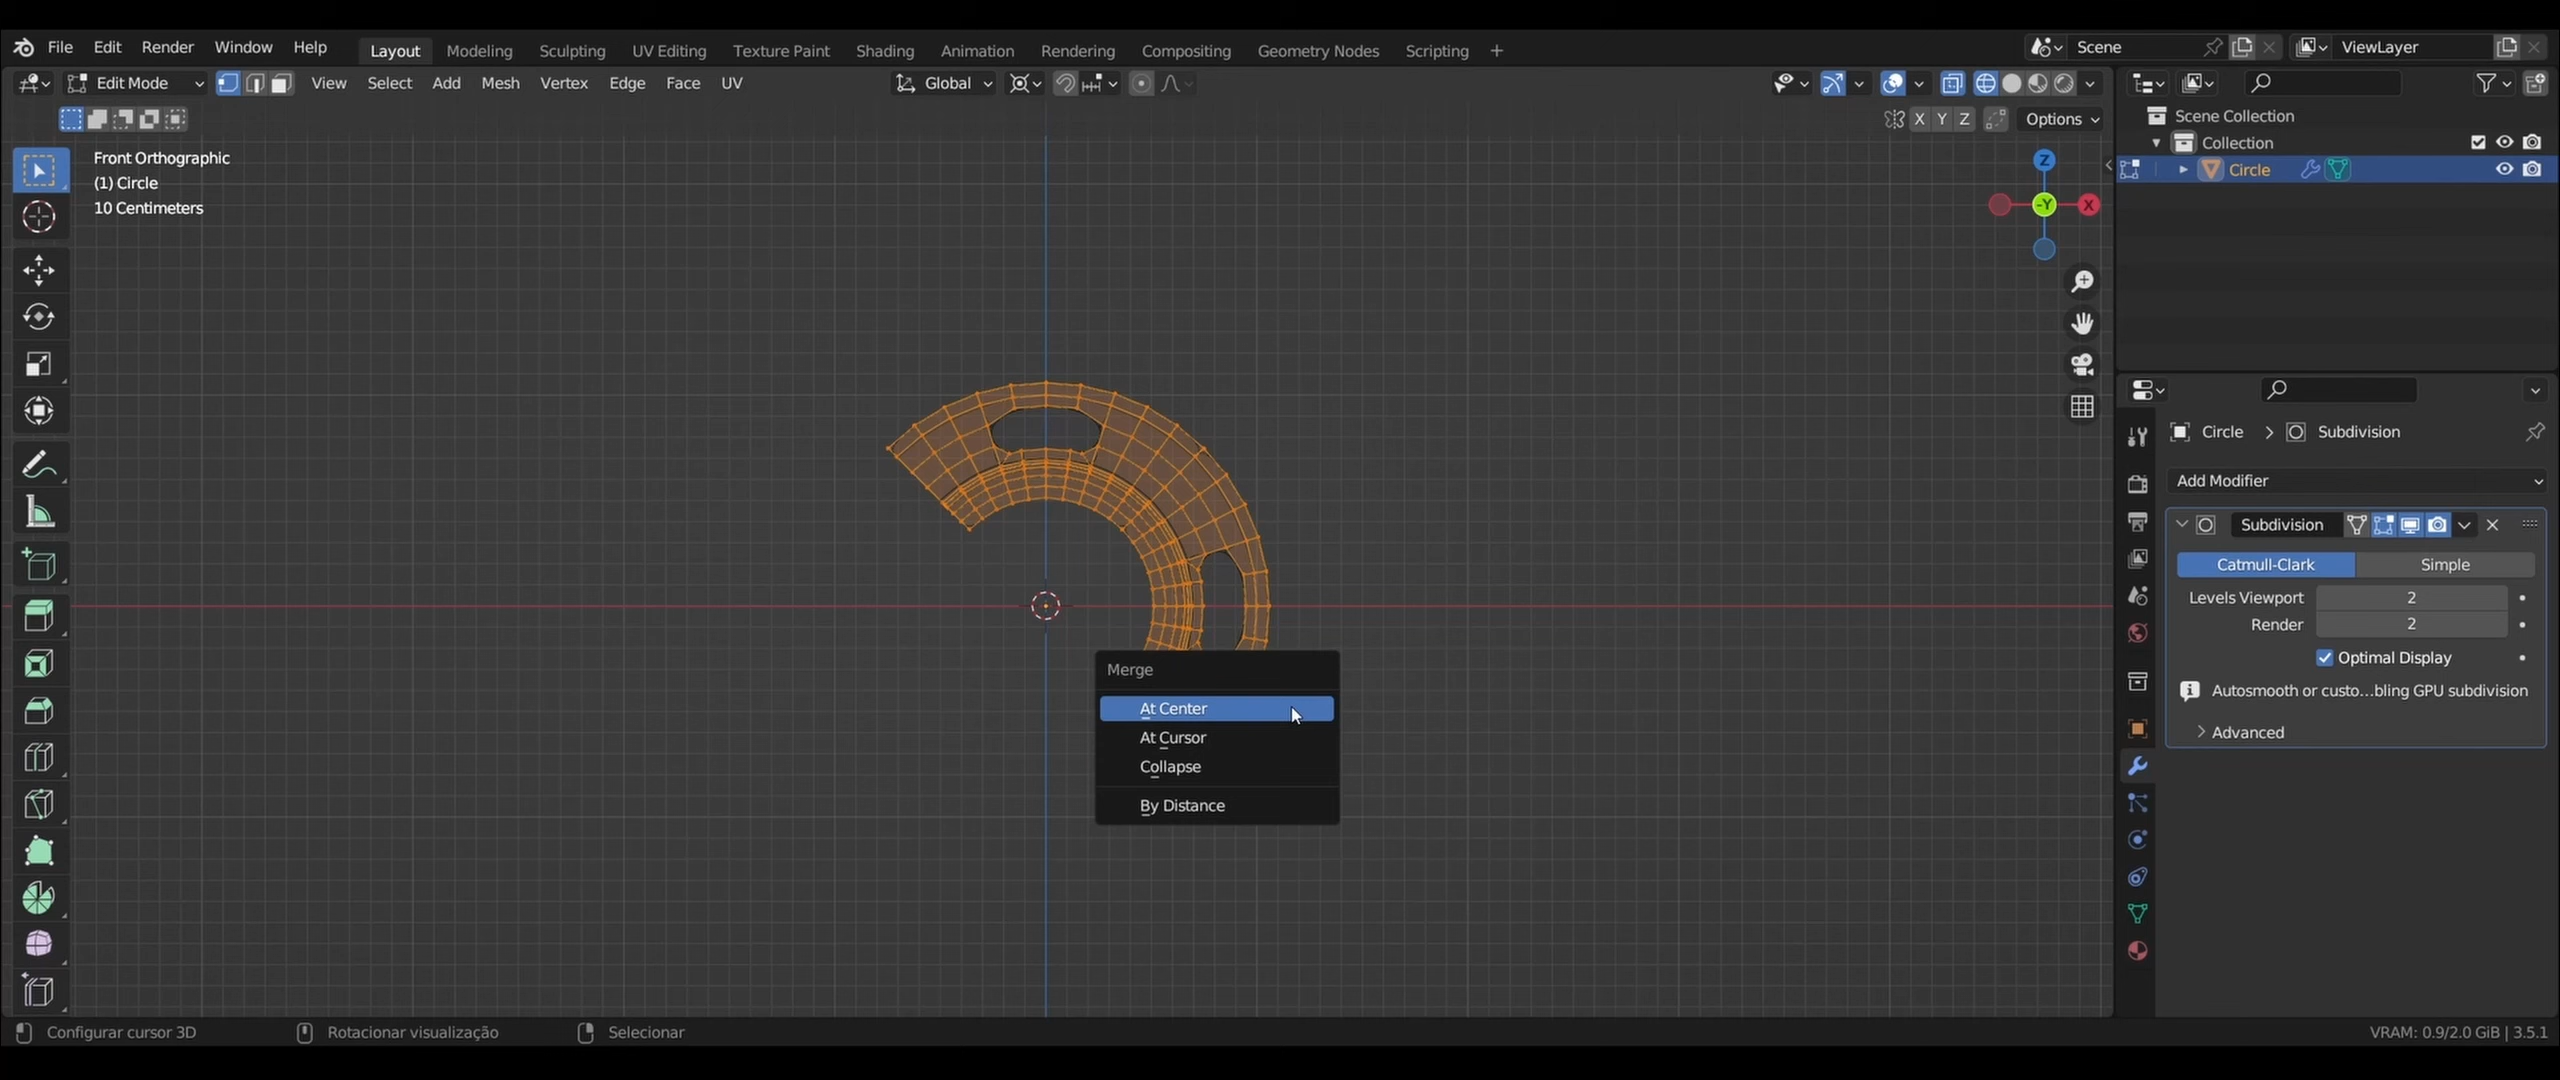 File Edit Render Window Help Layout Modeling Sculpting UV Editing Texture Paint Shading Animation Rendering Compositing Geometry Nodes Scripting + Scene ViewLayer
Edit Mode View Select Add Mesh Vertex Edge Face UV Global
X Y Z Options
Front Orthographic
(1) Circle
10 Centimeters
Z
-Y
X
Merge
At Center
At Cursor
Collapse
By Distance
Scene Collection
Collection
Circle
Circle > Subdivision
Add Modifier
Subdivision
Catmull-Clark Simple
Levels Viewport 2
Render 2
Optimal Display
Autosmooth or custo...bling GPU subdivision
Advanced
Configurar cursor 3D Rotacionar visualização Selecionar VRAM: 0.9/2.0 GiB | 3.5.1